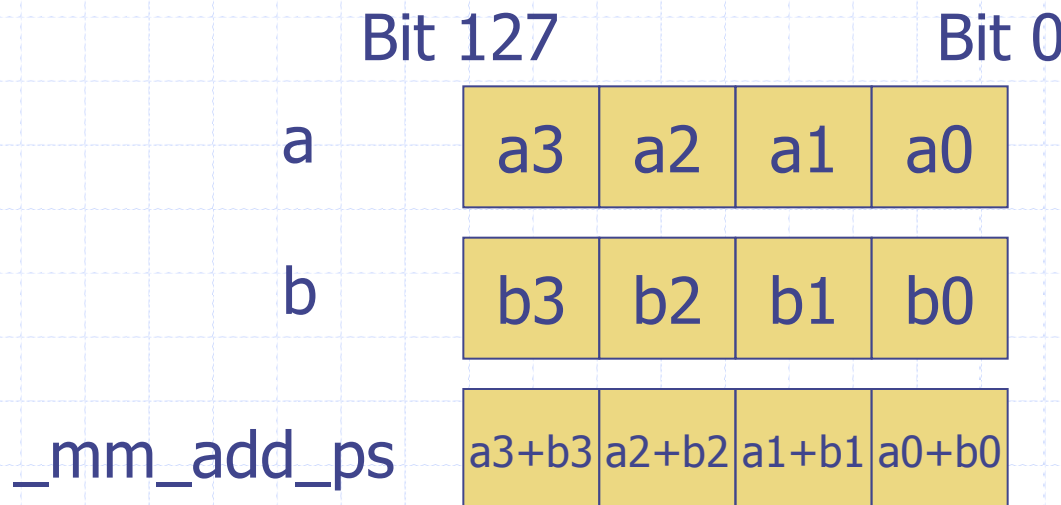 Bit 127 Bit 0
a a3 a2 a1 a0
b b3 b2 b1 b0
_mm_add_ps a3+b3 a2+b2 a1+b1 a0+b0